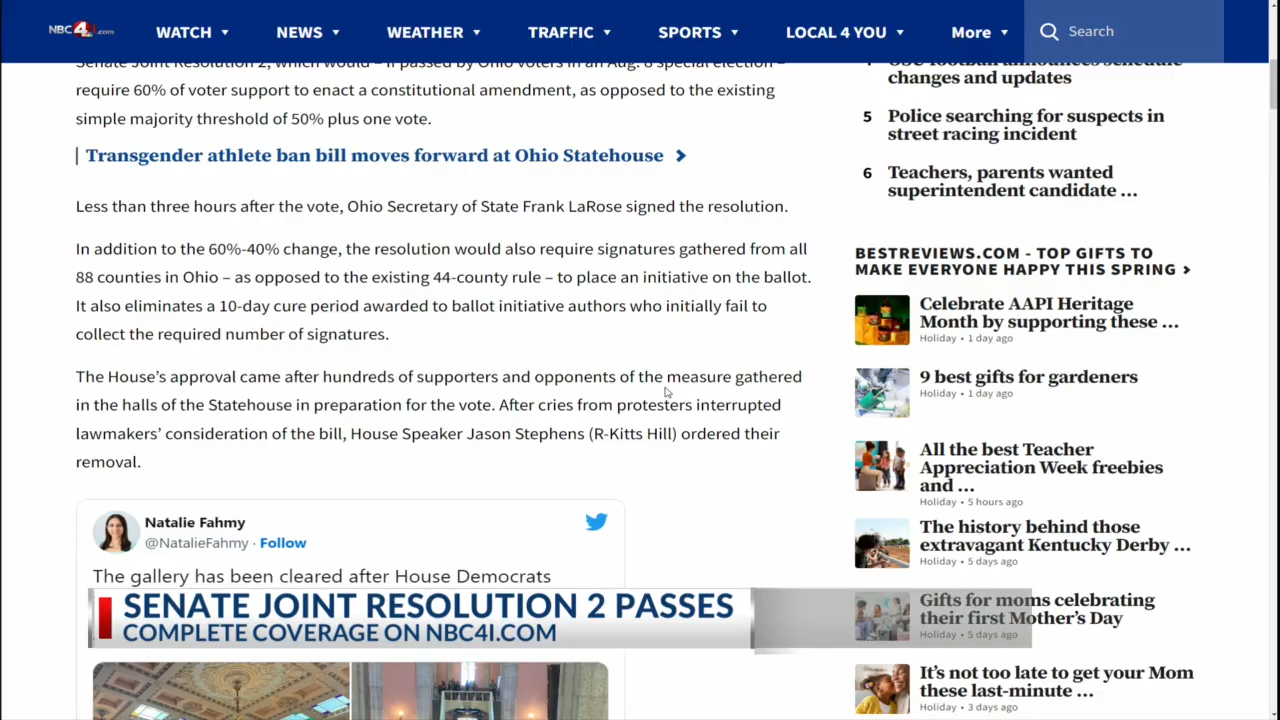 NBC4i.com
WATCH
NEWS
WEATHER
TRAFFIC
SPORTS
LOCAL 4 YOU
More
Search
Senate Joint Resolution 2, which would – if passed by Ohio voters in an Aug. 8 special election –
require 60% of voter support to enact a constitutional amendment, as opposed to the existing
simple majority threshold of 50% plus one vote.
Transgender athlete ban bill moves forward at Ohio Statehouse
Less than three hours after the vote, Ohio Secretary of State Frank LaRose signed the resolution.
In addition to the 60%-40% change, the resolution would also require signatures gathered from all
88 counties in Ohio – as opposed to the existing 44-county rule – to place an initiative on the ballot.
It also eliminates a 10-day cure period awarded to ballot initiative authors who initially fail to
collect the required number of signatures.
The House’s approval came after hundreds of supporters and opponents of the measure gathered
in the halls of the Statehouse in preparation for the vote. After cries from protesters interrupted
lawmakers’ consideration of the bill, House Speaker Jason Stephens (R-Kitts Hill) ordered their
removal.
Natalie Fahmy
@NatalieFahmy · Follow
The gallery has been cleared after House Democrats
SENATE JOINT RESOLUTION 2 PASSES
COMPLETE COVERAGE ON NBC4I.COM
OSU football announces schedule
changes and updates
5 Police searching for suspects in
street racing incident
6 Teachers, parents wanted
superintendent candidate ...
BESTREVIEWS.COM - TOP GIFTS TO
MAKE EVERYONE HAPPY THIS SPRING
Celebrate AAPI Heritage
Month by supporting these ...
Holiday • 1 day ago
9 best gifts for gardeners
Holiday • 1 day ago
All the best Teacher
Appreciation Week freebies
and ...
Holiday • 5 hours ago
The history behind those
extravagant Kentucky Derby ...
Holiday • 5 days ago
Gifts for moms celebrating
their first Mother’s Day
Holiday • 5 days ago
It’s not too late to get your Mom
these last-minute ...
Holiday • 3 days ago